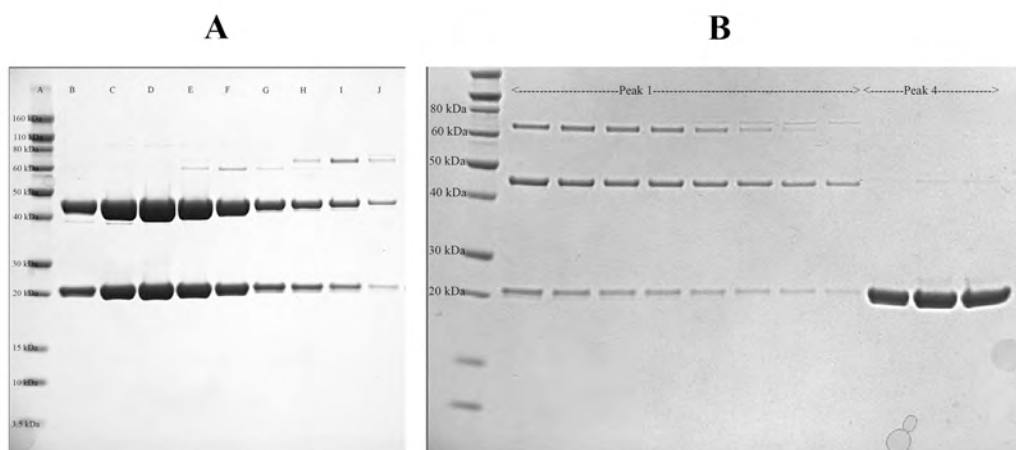 A B
A B C D E F G H I J
160 kDa
110 kDa
80 kDa
60 kDa
50 kDa
40 kDa
30 kDa
20 kDa
15 kDa
10 kDa
3.5 kDa
<---Peak 1---> <---Peak 4--->
80 kDa
60 kDa
50 kDa
40 kDa
30 kDa
20 kDa